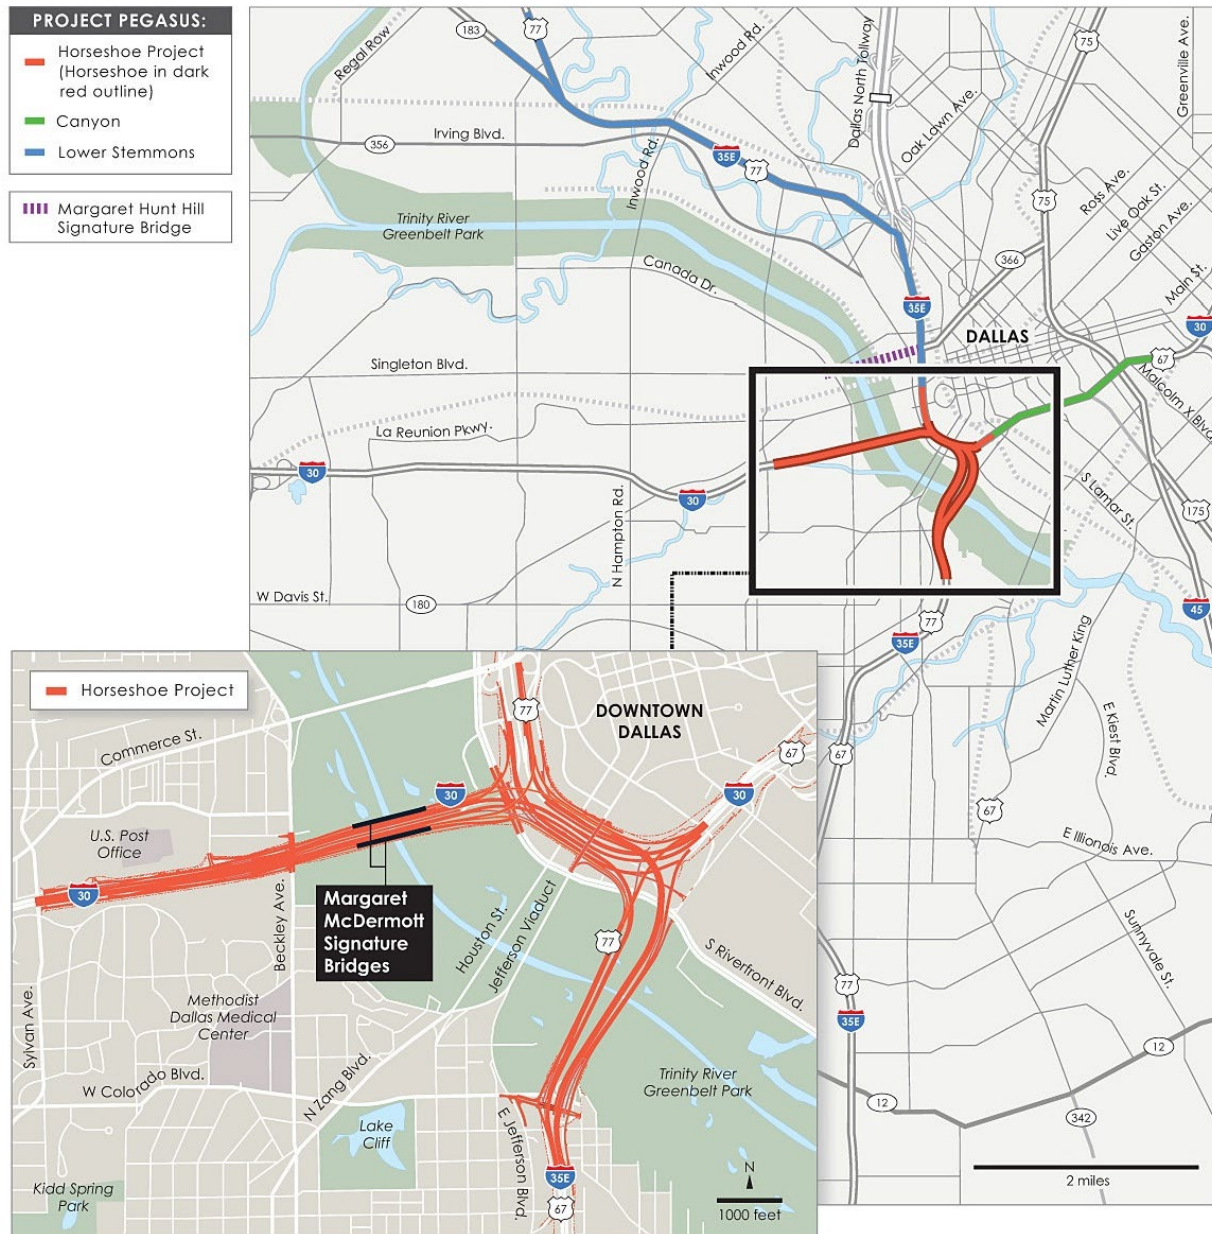 PROJECT PEGASUS:
Horseshoe Project
(Horseshoe in dark
red outline)
Canyon
Lower Stemmons
Margaret Hunt Hill
Signature Bridge
183
77
Regal Row
Inwood Rd.
Dallas North Tollway
75
Greenville Ave.
356
Irving Blvd.
Inwood Rd.
35E
77
Oak Lawn Ave.
75
Ross Ave.
Live Oak St.
Gaston Ave.
Trinity River
Greenbelt Park
Canada Dr.
366
Main St.
35E
DALLAS
30
67
Singleton Blvd.
Malcolm X Blvd.
La Reunion Pkwy.
30
30
N Hampton Rd.
S Lamar St.
175
W Davis St.
180
77
45
35E
Martin Luther King
E Kiest Blvd.
67
67
E Illionois Ave.
Sunnyvale St.
77
35E
12
12
342
2 miles
Horseshoe Project
77
DOWNTOWN
DALLAS
67
Commerce St.
30
30
U.S. Post
Office
30
Margaret
McDermott
Signature
Bridges
Beckley Ave.
Houston St.
Jefferson Viaduct
77
S Riverfront Blvd.
Sylvan Ave.
Methodist
Dallas Medical
Center
W Colorado Blvd.
N Zang Blvd.
Trinity River
Greenbelt Park
Lake
Cliff
E Jefferson Blvd.
Kidd Spring
Park
35E
67
N
1000 feet